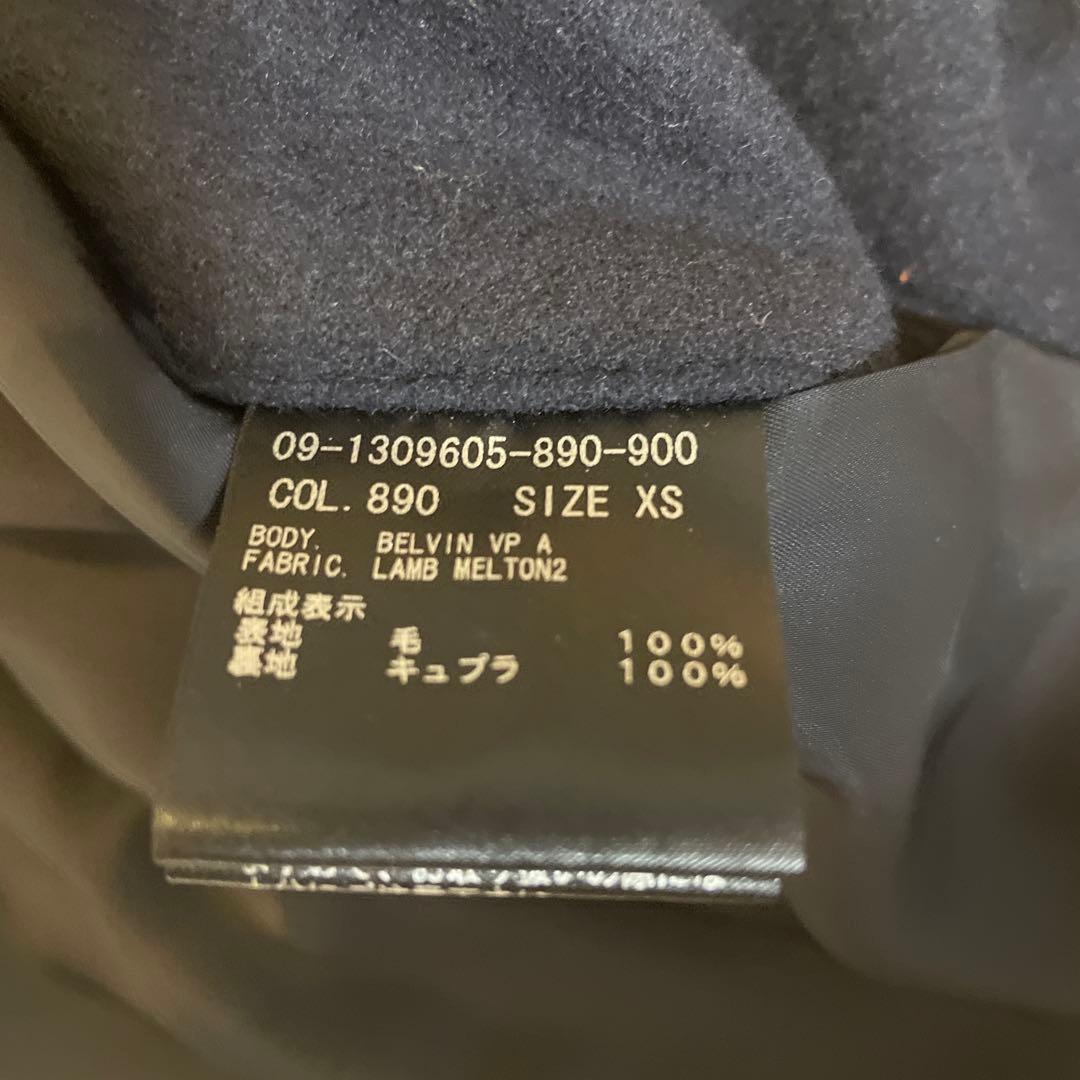 09-1309605-890-900
COL. 890 SIZE XS
BODY. BELVIN VP A
FABRIC. LAMB MELTON2
組成表示
表地 毛 100%
裏地 キュプラ 100%